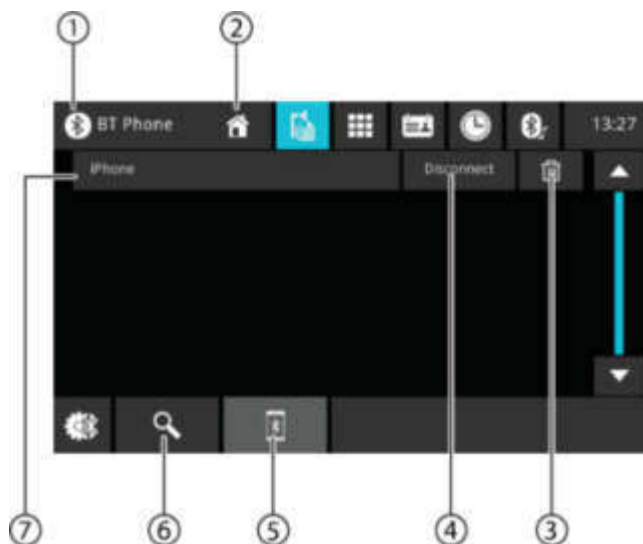 ① ②
BT Phone 13:27
iPhone Disconnect
⑦ ⑥ ⑤ ④ ③